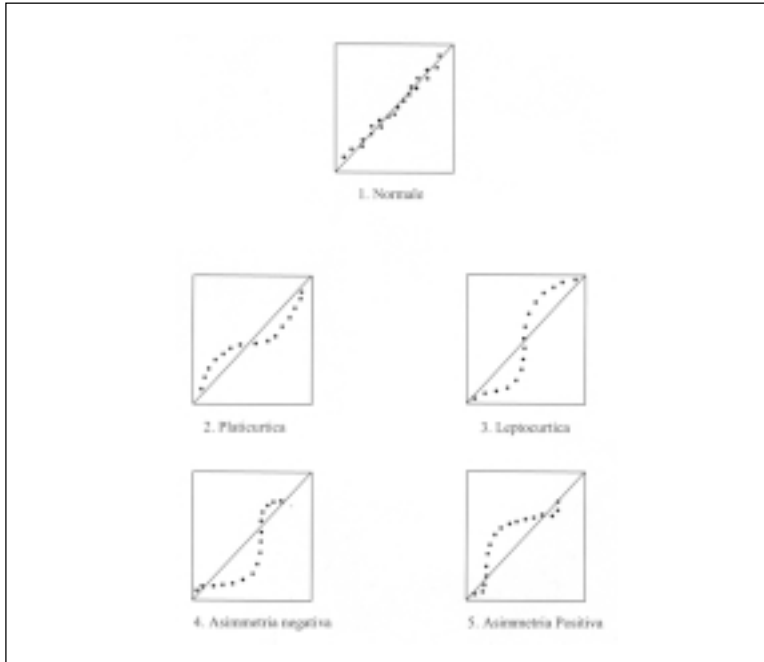 1. Normale
2. Platicurtica
3. Leptocurtica
4. Asimmetria negativa
5. Asimmetria Positiva